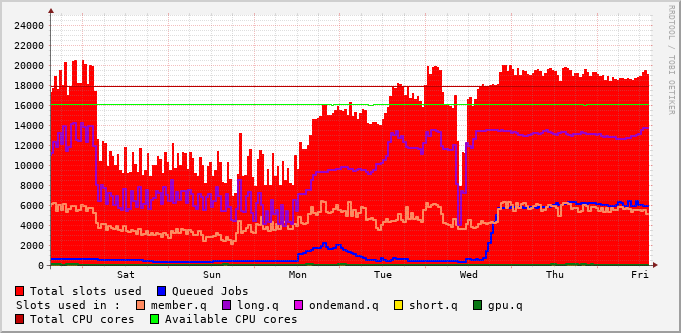 24000
22000
20000
18000
16000
14000
12000
10000
8000
6000
4000
2000
0
Sat Sun Mon Tue Wed Thu Fri
RRDTOOL / TOBI OETIKER
Total slots used Queued Jobs
Slots used in : member.q long.q ondemand.q short.q gpu.q
Total CPU cores Available CPU cores